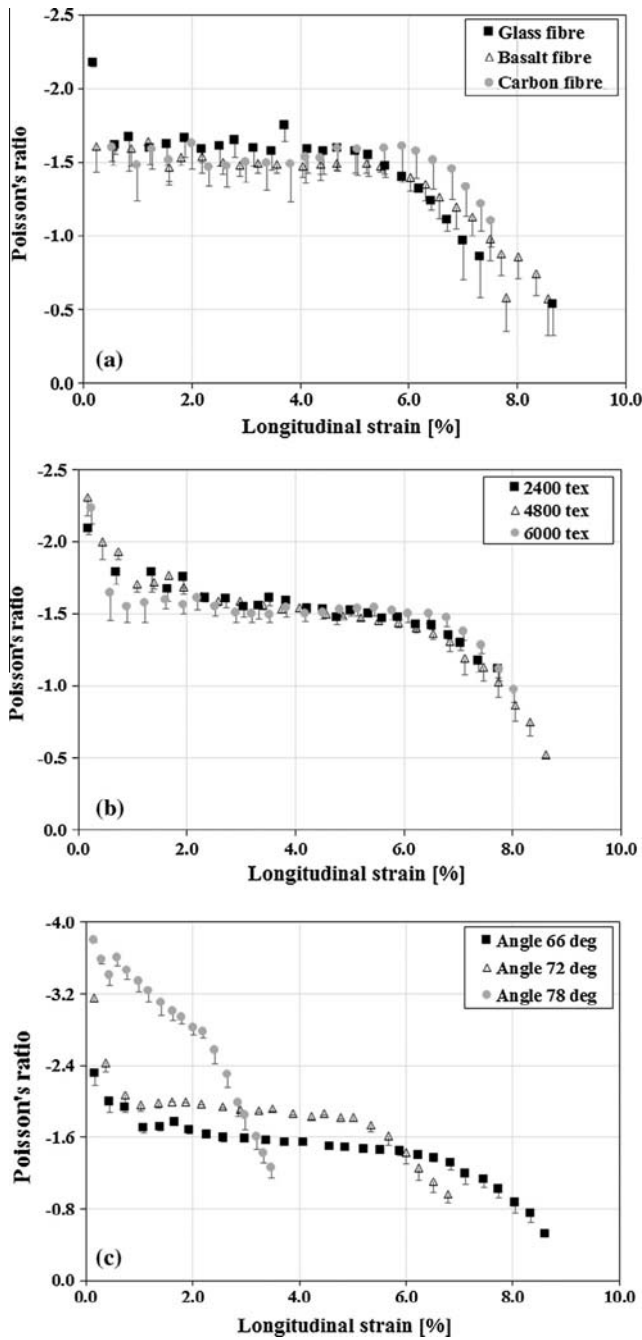 -2.5
Glass fibre
Basalt fibre
Carbon fibre
-2.0
-1.5
-1.0
-0.5
0.0
Poisson's ratio
(a)
0.0 2.0 4.0 6.0 8.0 10.0
Longitudinal strain [%]
-2.5
2400 tex
4800 tex
6000 tex
-2.0
-1.5
-1.0
-0.5
0.0
Poisson's ratio
(b)
0.0 2.0 4.0 6.0 8.0 10.0
Longitudinal strain [%]
-4.0
Angle 66 deg
Angle 72 deg
Angle 78 deg
-3.2
-2.4
-1.6
-0.8
0.0
Poisson's ratio
(c)
0.0 2.0 4.0 6.0 8.0 10.0
Longitudinal strain [%]